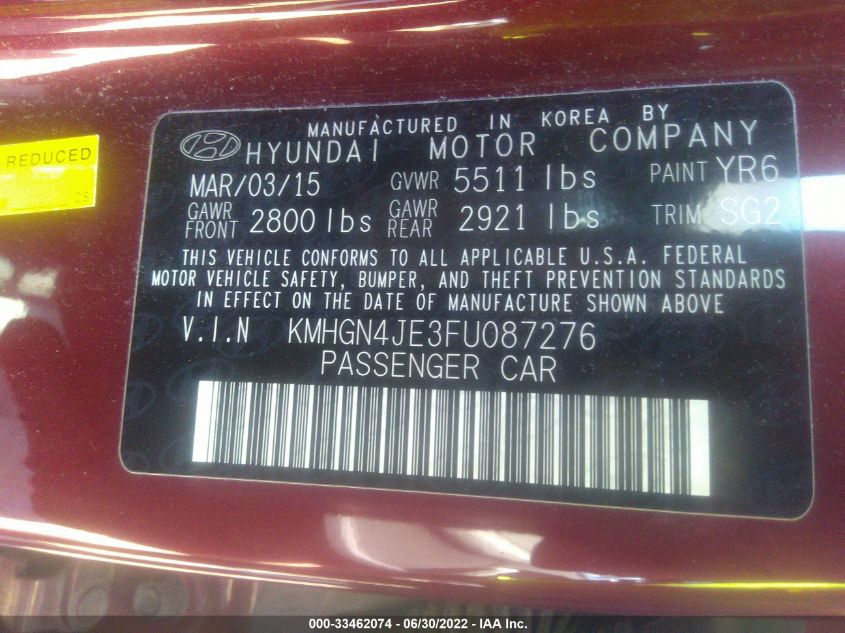 REDUCED
MANUFACTURED IN KOREA BY
HYUNDAI MOTOR COMPANY
MAR/03/15 GVWR 5511 lbs PAINT YR6
GAWR FRONT 2800 lbs GAWR REAR 2921 lbs TRIM SG2
THIS VEHICLE CONFORMS TO ALL APPLICABLE U.S.A. FEDERAL
MOTOR VEHICLE SAFETY, BUMPER, AND THEFT PREVENTION STANDARDS
IN EFFECT ON THE DATE OF MANUFACTURE SHOWN ABOVE
V.I.N KMHGN4JE3FU087276
PASSENGER CAR
000-33462074 - 06/30/2022 - IAA Inc.